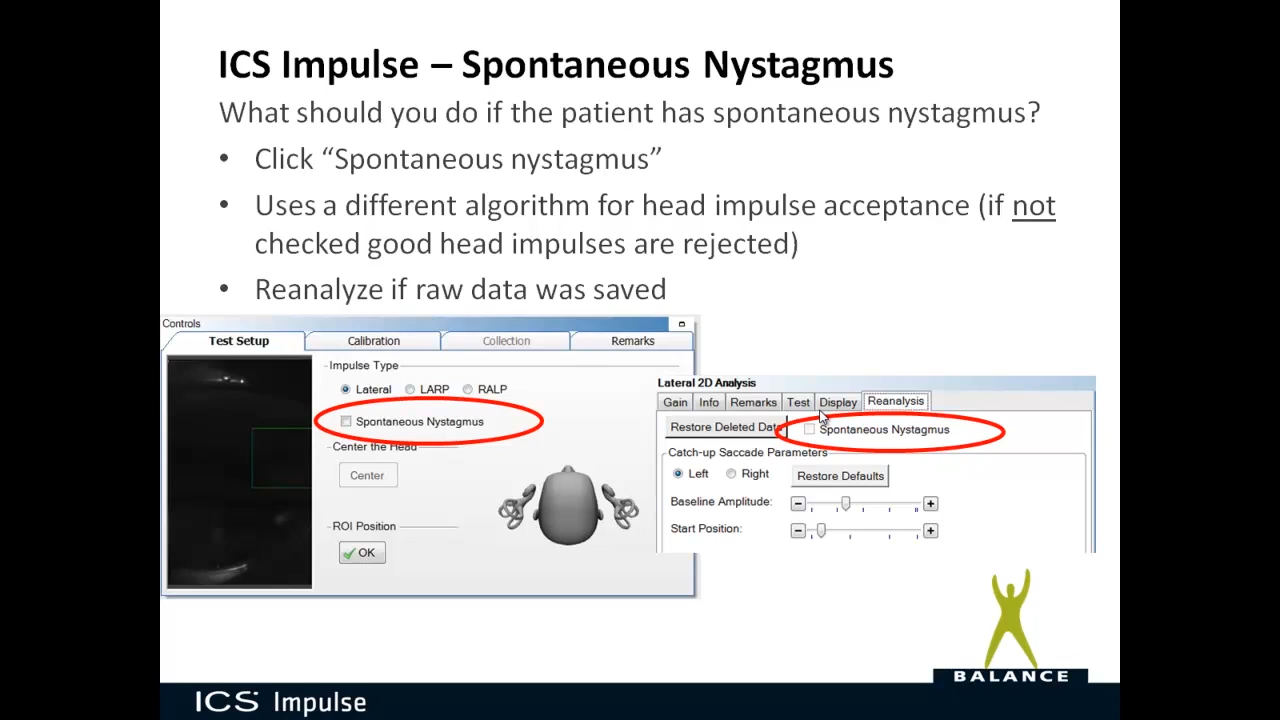 ICS Impulse – Spontaneous Nystagmus
What should you do if the patient has spontaneous nystagmus?
• Click “Spontaneous nystagmus”
• Uses a different algorithm for head impulse acceptance (if not
checked good head impulses are rejected)
• Reanalyze if raw data was saved
Controls
Test Setup Calibration Collection Remarks
Impulse Type
Lateral LARP RALP
Spontaneous Nystagmus
Center the Head
Center
ROI Position
OK
Lateral 2D Analysis
Gain Info Remarks Test Display Reanalysis
Restore Deleted Data Spontaneous Nystagmus
Catch-up Saccade Parameters
Left Right Restore Defaults
Baseline Amplitude:
Start Position:
BALANCE
ICS Impulse